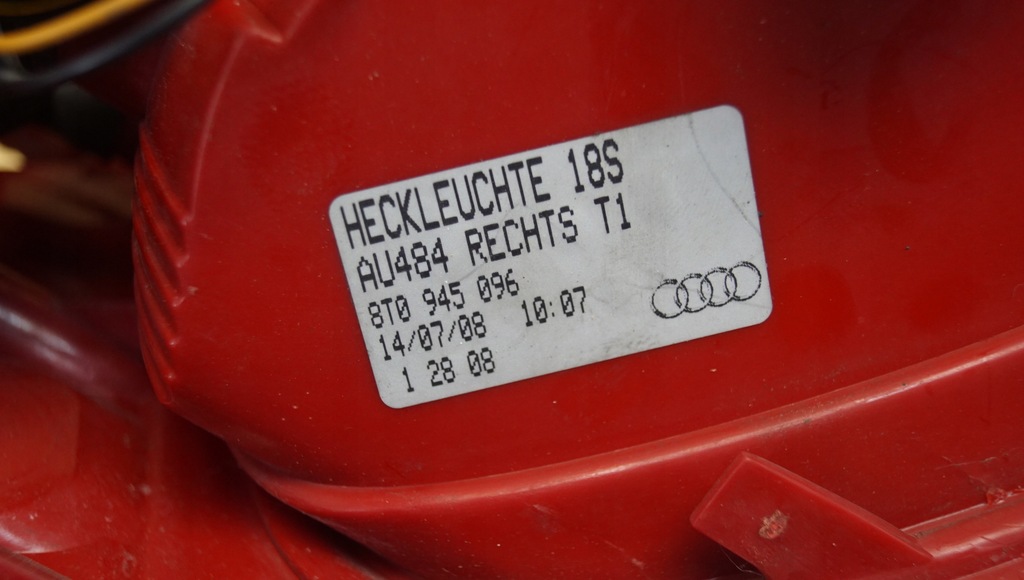 HECKLEUCHTE 18S
AU484 RECHTS T1
8T0 945 096
14/07/08 10:07
1 28 08